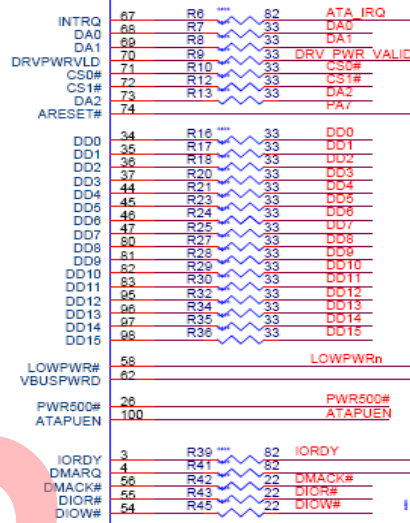 INTRQ 67 R6 82 ATA_IRQ
DA0 68 R7 33 DA0
DA1 69 R8 33 DA1
DRVPWRVLD 70 R9 33 DRV_PWR_VALID
CS0# 71 R10 33 CS0#
CS1# 72 R12 33 CS1#
DA2 73 R13 33 DA2
ARESET# 74 PA7
DD0 34 R16 33 DD0
DD1 35 R17 33 DD1
DD2 36 R18 33 DD2
DD3 37 R20 33 DD3
DD4 44 R21 33 DD4
DD5 45 R23 33 DD5
DD6 46 R24 33 DD6
DD7 47 R25 33 DD7
DD8 80 R27 33 DD8
DD9 81 R28 33 DD9
DD10 82 R29 33 DD10
DD11 83 R30 33 DD11
DD12 95 R32 33 DD12
DD13 96 R34 33 DD13
DD14 97 R35 33 DD14
DD15 98 R36 33 DD15
LOWPWR# 58 LOWPWRn
VBUSPWRD 62
PWR500# 26 PWR500#
ATAPUEN 100 ATAPUEN
IORDY 3 R39 82 IORDY
DMARQ 4 R41 82
DMACK# 56 R42 22 DMACK#
DIOR# 55 R43 22 DIOR#
DIOW# 54 R45 22 DIOW#